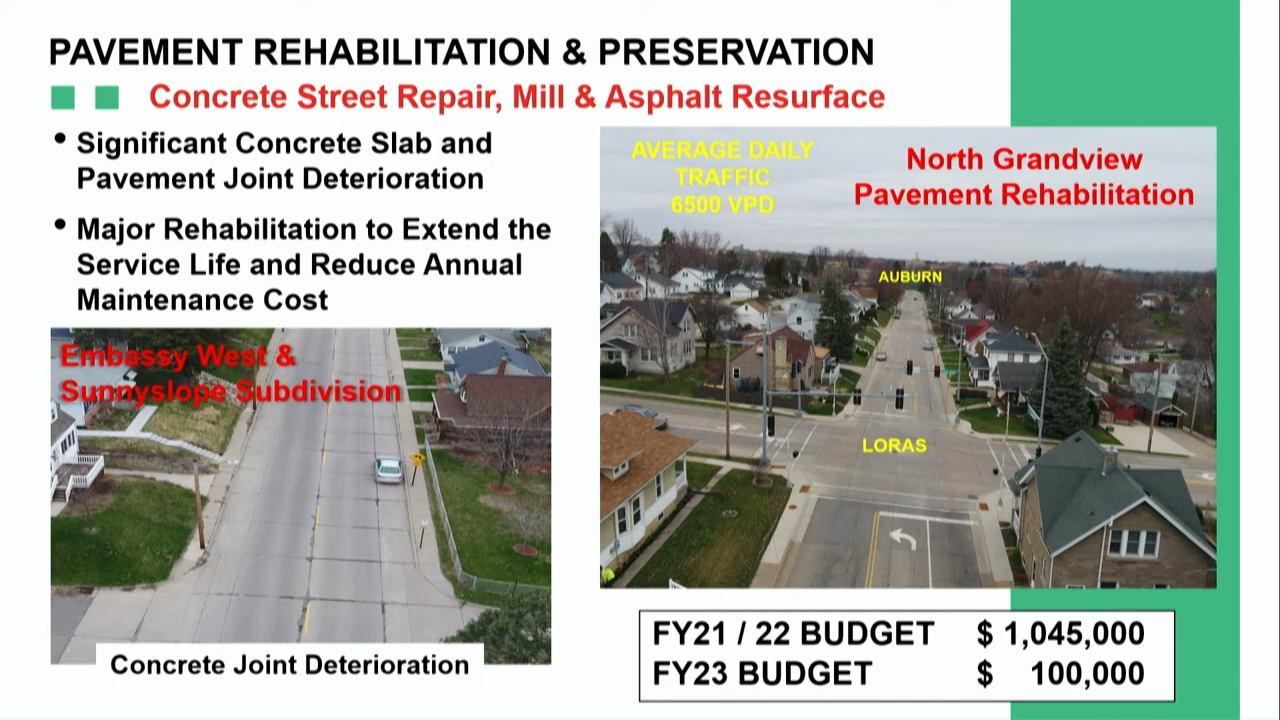 PAVEMENT REHABILITATION & PRESERVATION
Concrete Street Repair, Mill & Asphalt Resurface
• Significant Concrete Slab and
Pavement Joint Deterioration
• Major Rehabilitation to Extend the
Service Life and Reduce Annual
Maintenance Cost
Embassy West &
Sunnyslope Subdivision
Concrete Joint Deterioration
AVERAGE DAILY
TRAFFIC
6500 VPD
North Grandview
Pavement Rehabilitation
AUBURN
LORAS
FY21 / 22 BUDGET $ 1,045,000
FY23 BUDGET $ 100,000